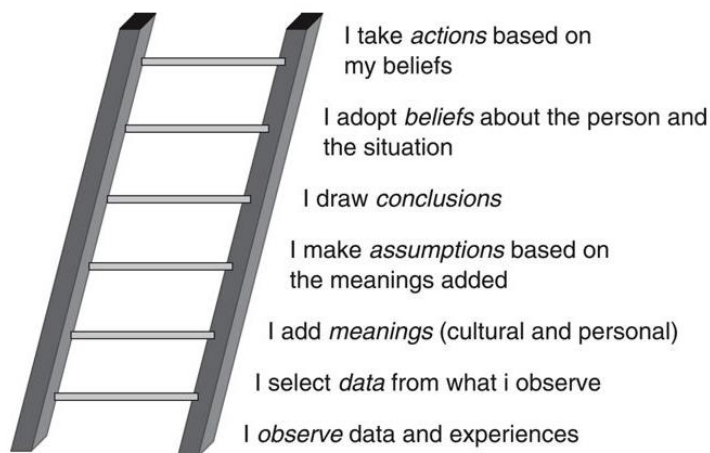 I take actions based on
my beliefs
I adopt beliefs about the person and
the situation
I draw conclusions
I make assumptions based on
the meanings added
I add meanings (cultural and personal)
I select data from what i observe
I observe data and experiences